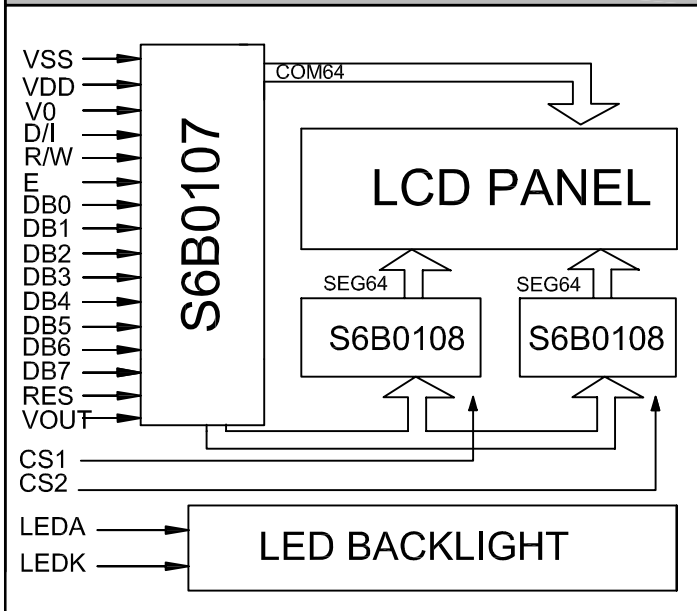 VSS
VDD
V0
D/I
R/W
E
DB0
DB1
DB2
DB3
DB4
DB5
DB6
DB7
RES
VOUT
CS1
CS2
LEDA
LEDK
S6B0107
COM64
LCD PANEL
SEG64
SEG64
S6B0108
S6B0108
LED BACKLIGHT